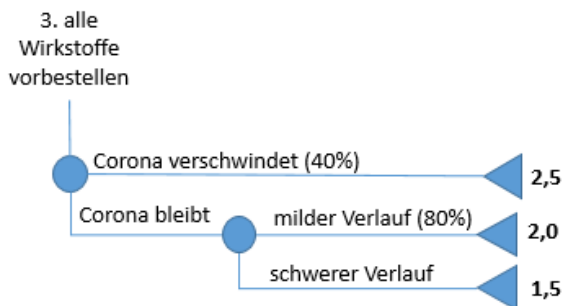 3. alle
Wirkstoffe
vorbestellen
Corona verschwindet (40%)
2,5
Corona bleibt
milder Verlauf (80%)
2,0
schwerer Verlauf
1,5